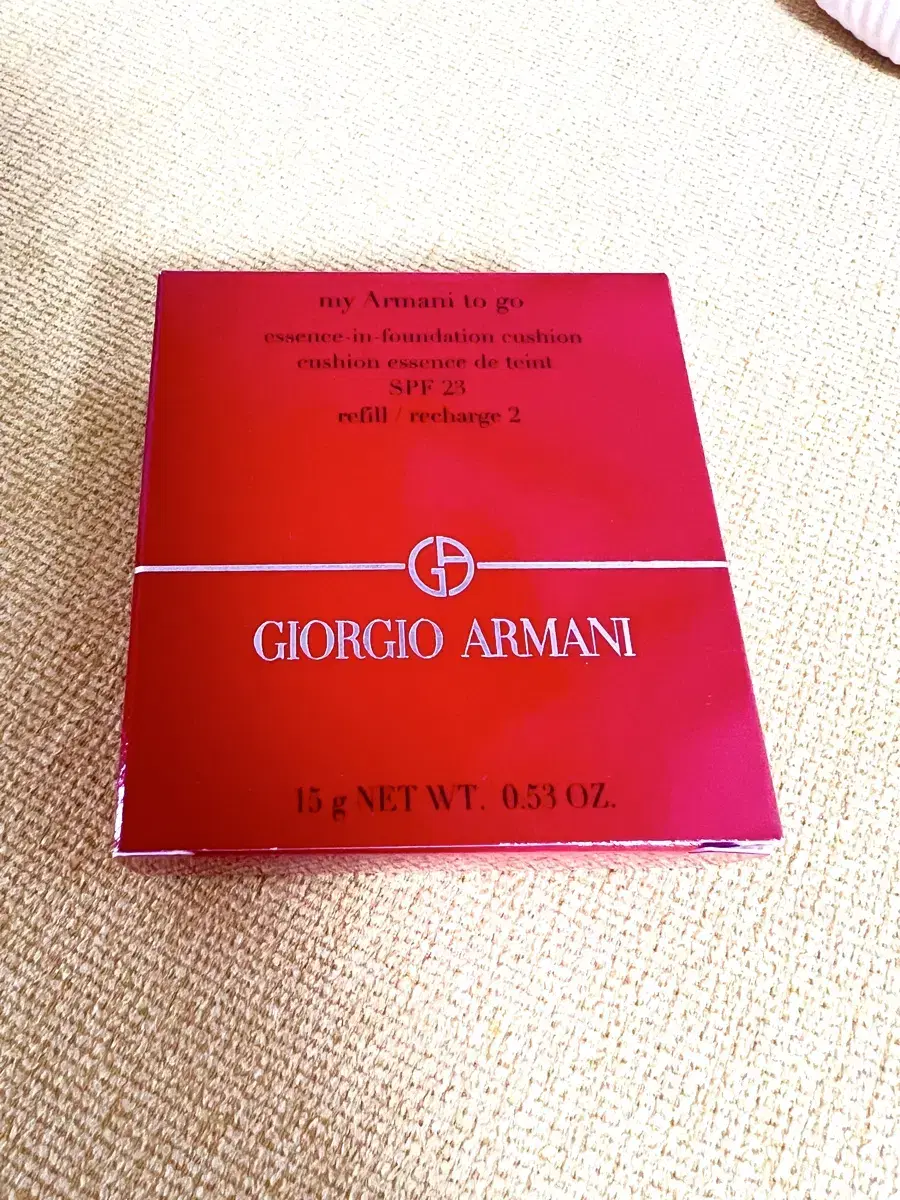 my Armani to go
essence-in-foundation cushion
cushion essence de teint
SPF 23
refill / recharge 2
GA
GIORGIO ARMANI
15 g NET WT. 0.53 OZ.